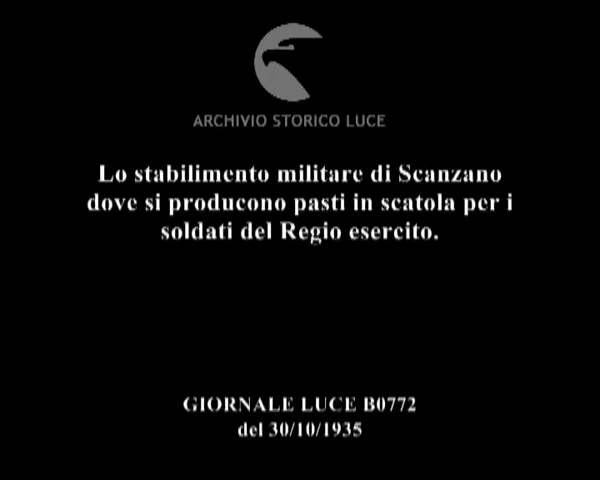 ARCHIVIO STORICO LUCE
Lo stabilimento militare di Scanzano
dove si producono pasti in scatola per i
soldati del Regio esercito.
GIORNALE LUCE B0772
del 30/10/1935